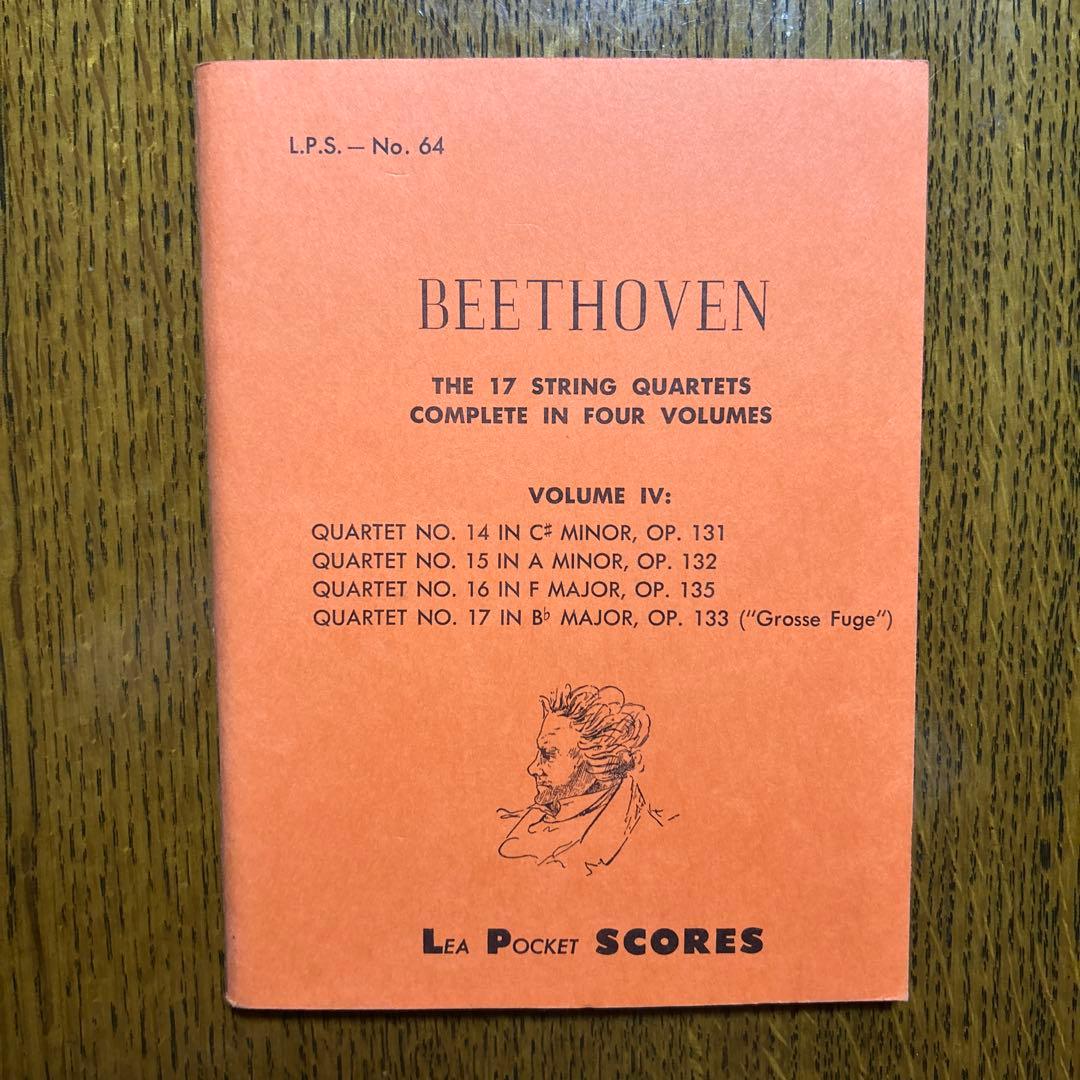 L.P.S. — No. 64
BEETHOVEN
THE 17 STRING QUARTETS
COMPLETE IN FOUR VOLUMES
VOLUME IV:
QUARTET NO. 14 IN C♯ MINOR, OP. 131
QUARTET NO. 15 IN A MINOR, OP. 132
QUARTET NO. 16 IN F MAJOR, OP. 135
QUARTET NO. 17 IN B♭ MAJOR, OP. 133 ("Grosse Fuge")
LEA POCKET SCORES